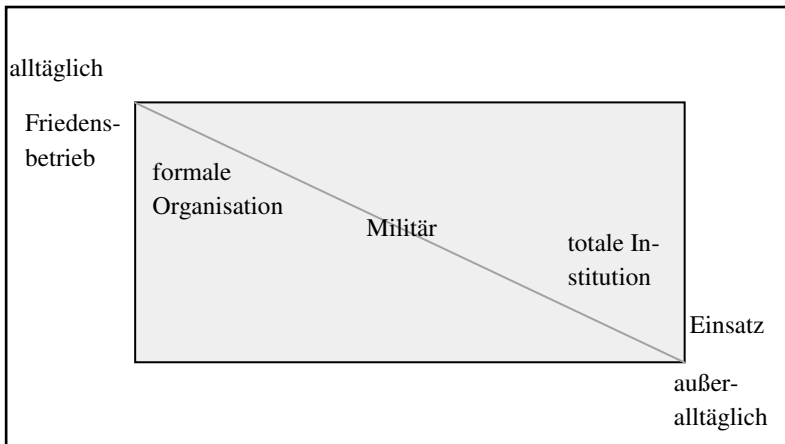 alltäglich
Friedens-
betrieb
formale
Organisation
Militär
totale In-
stitution
Einsatz
außer-
alltäglich